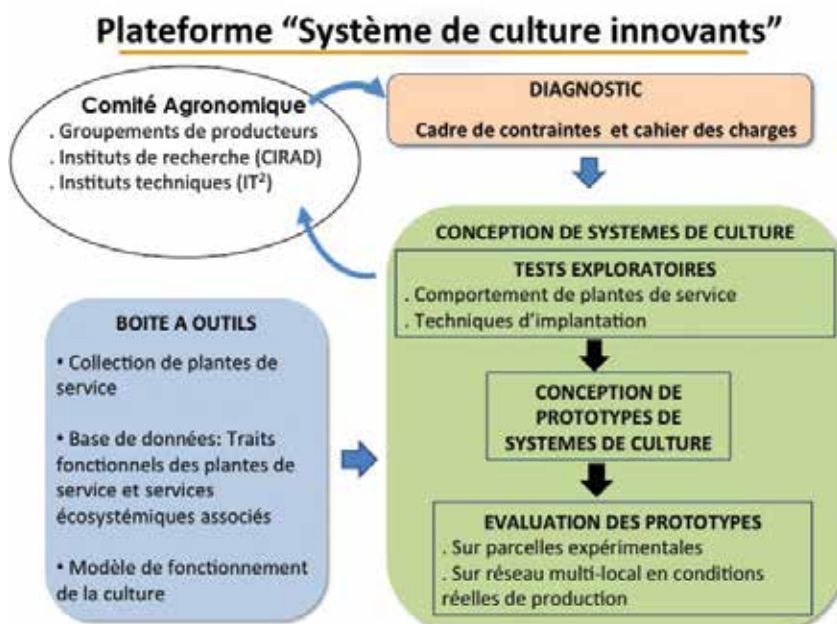 Plateforme “Système de culture innovants”
Comité Agronomique
. Groupements de producteurs
. Instituts de recherche (CIRAD)
. Instituts techniques (IT²)
DIAGNOSTIC
Cadre de contraintes et cahier des charges
CONCEPTION DE SYSTEMES DE CULTURE
TESTS EXPLORATOIRES
. Comportement de plantes de service
. Techniques d’implantation
CONCEPTION DE
PROTOTYPES DE
SYSTEMES DE CULTURE
EVALUATION DES PROTOTYPES
. Sur parcelles expérimentales
. Sur réseau multi-local en conditions
réelles de production
BOITE A OUTILS
• Collection de plantes de
service
• Base de données: Traits
fonctionnels des plantes de
service et services
écosystémiques associés
• Modèle de fonctionnement
de la culture